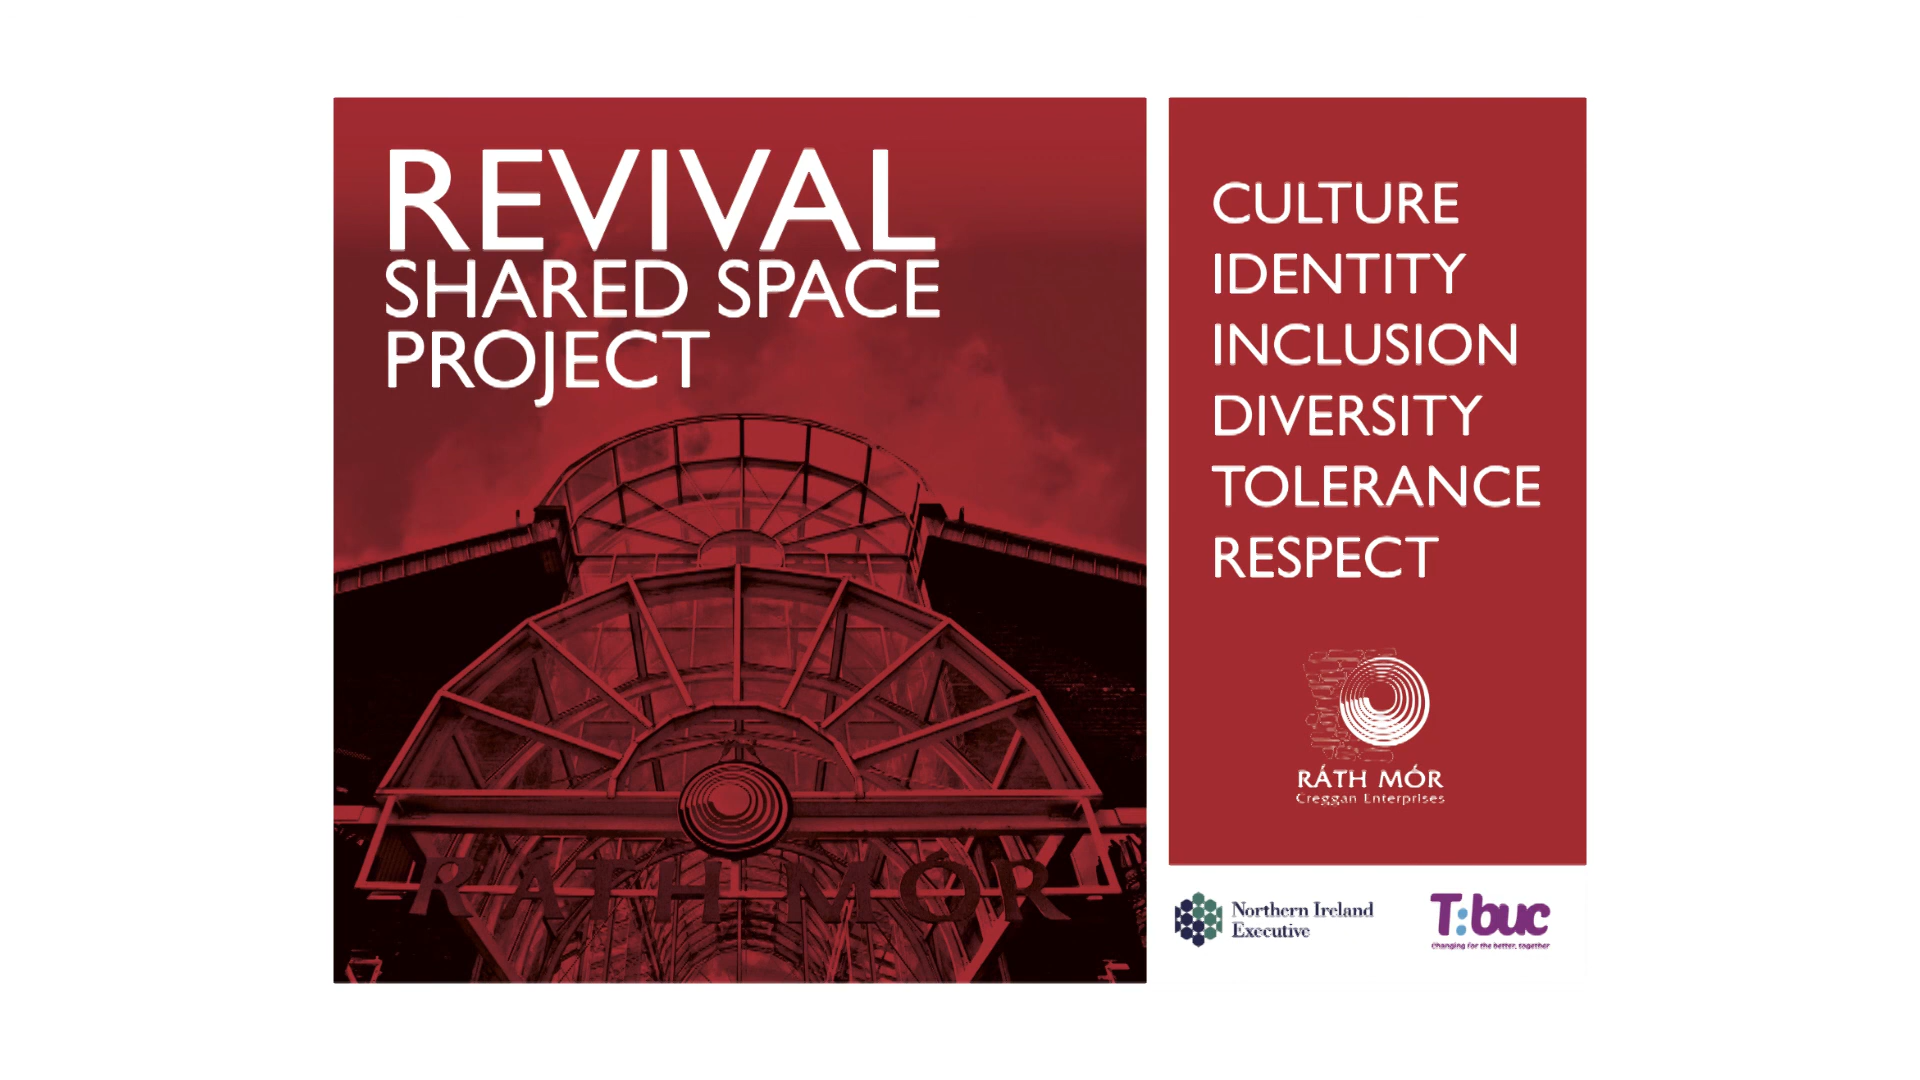 REVIVAL
SHARED SPACE
PROJECT
RÁTH MÓR
CULTURE
IDENTITY
INCLUSION
DIVERSITY
TOLERANCE
RESPECT
RÁTH MÓR
Creggan Enterprises
Northern Ireland
Executive
T:buc
Changing for the better, together